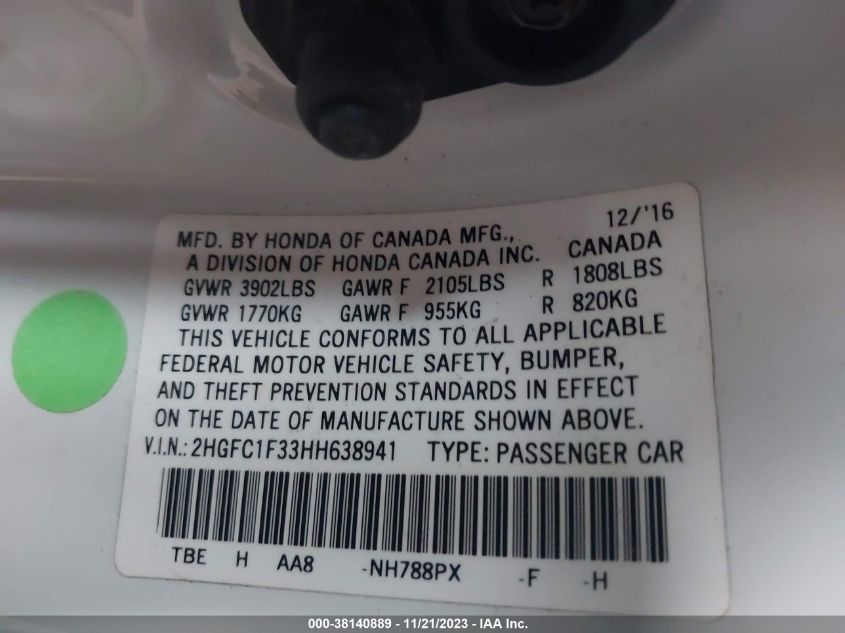 12/'16
MFD. BY HONDA OF CANADA MFG., CANADA
A DIVISION OF HONDA CANADA INC.
GVWR 3902LBS GAWR F 2105LBS R 1808LBS
GVWR 1770KG GAWR F 955KG R 820KG
THIS VEHICLE CONFORMS TO ALL APPLICABLE
FEDERAL MOTOR VEHICLE SAFETY, BUMPER,
AND THEFT PREVENTION STANDARDS IN EFFECT
ON THE DATE OF MANUFACTURE SHOWN ABOVE.
V.I.N.: 2HGFC1F33HH638941 TYPE: PASSENGER CAR
TBE H AA8 -NH788PX -F -H
000-38140889 - 11/21/2023 - IAA Inc.